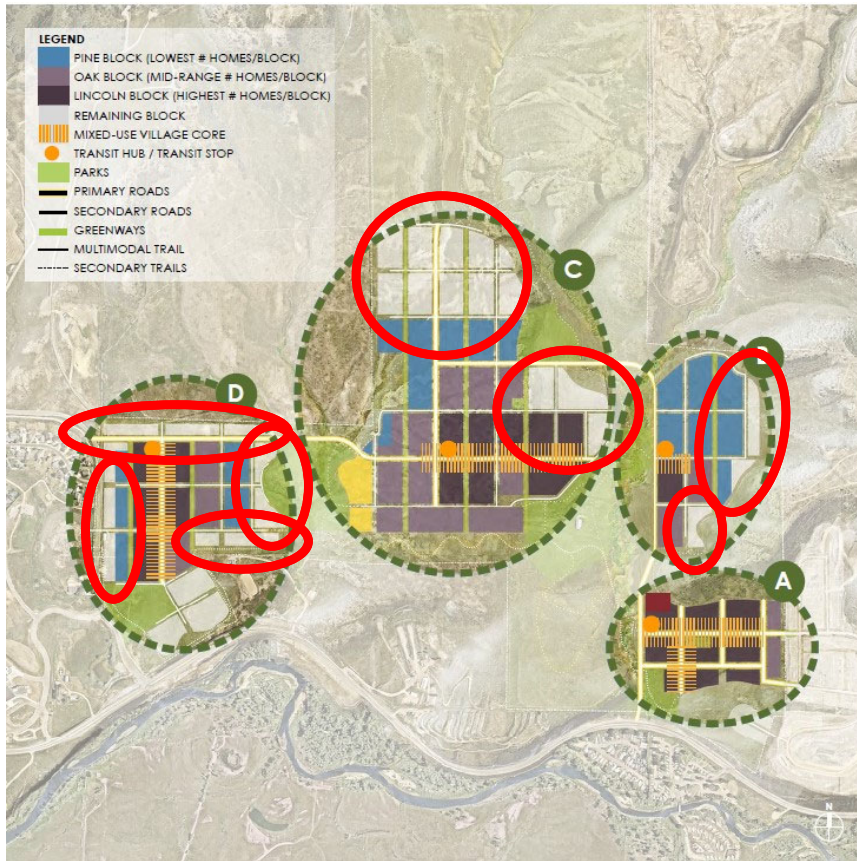 LEGEND
PINE BLOCK (LOWEST # HOMES/BLOCK)
OAK BLOCK (MID-RANGE # HOMES/BLOCK)
LINCOLN BLOCK (HIGHEST # HOMES/BLOCK)
REMAINING BLOCK
MIXED-USE VILLAGE CORE
TRANSIT HUB / TRANSIT STOP
PARKS
PRIMARY ROADS
SECONDARY ROADS
GREENWAYS
MULTIMODAL TRAIL
SECONDARY TRAILS
C
D
A
N